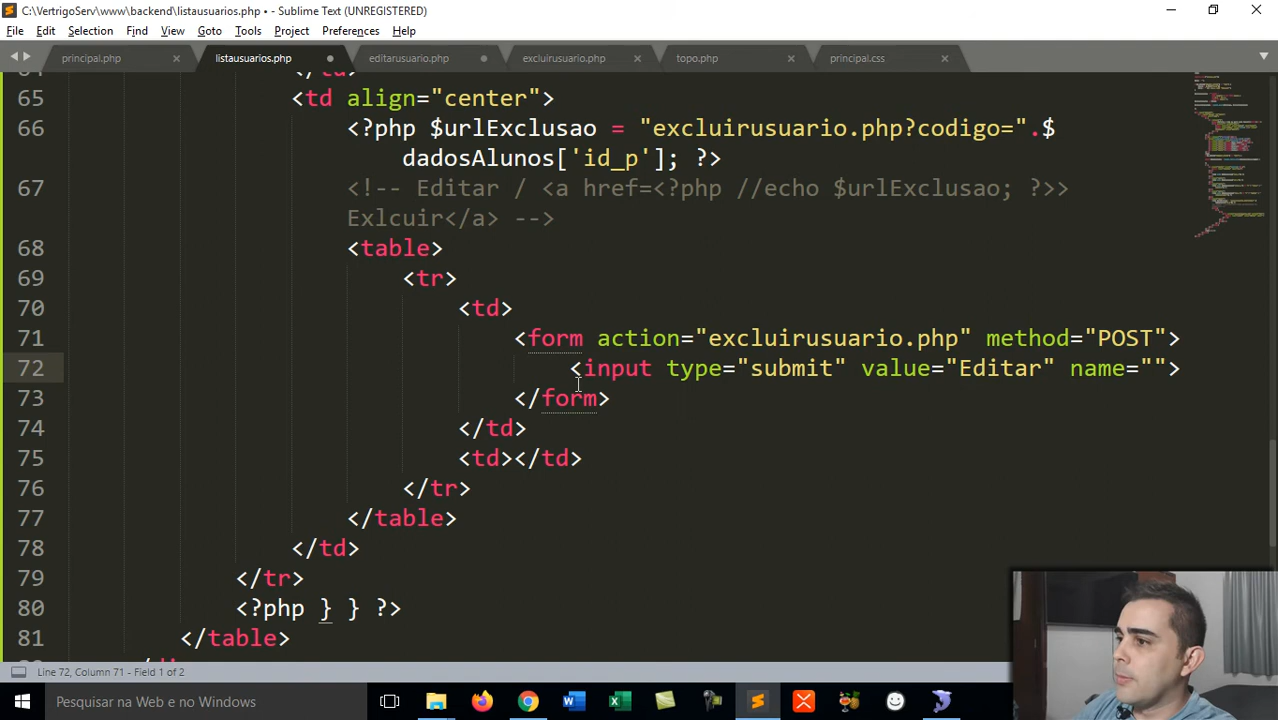 C:\VertrigoServ\www\backend\listausuarios.php • - Sublime Text (UNREGISTERED)
File Edit Selection Find View Goto Tools Project Preferences Help
principal.php listausuarios.php editarusuario.php excluirusuario.php topo.php principal.css
65 <td align="center">
66 <?php $urlExclusao = "excluirusuario.php?codigo=".$
dadosAlunos['id_p']; ?>
67 <!-- Editar / <a href=<?php //echo $urlExclusao; ?>>
Exlcuir</a> -->
68 <table>
69 <tr>
70 <td>
71 <form action="excluirusuario.php" method="POST">
72 <input type="submit" value="Editar" name="">
73 </form>
74 </td>
75 <td></td>
76 </tr>
77 </table>
78 </td>
79 </tr>
80 <?php } } ?>
81 </table>
Line 72, Column 71 - Field 1 of 2
Pesquisar na Web e no Windows